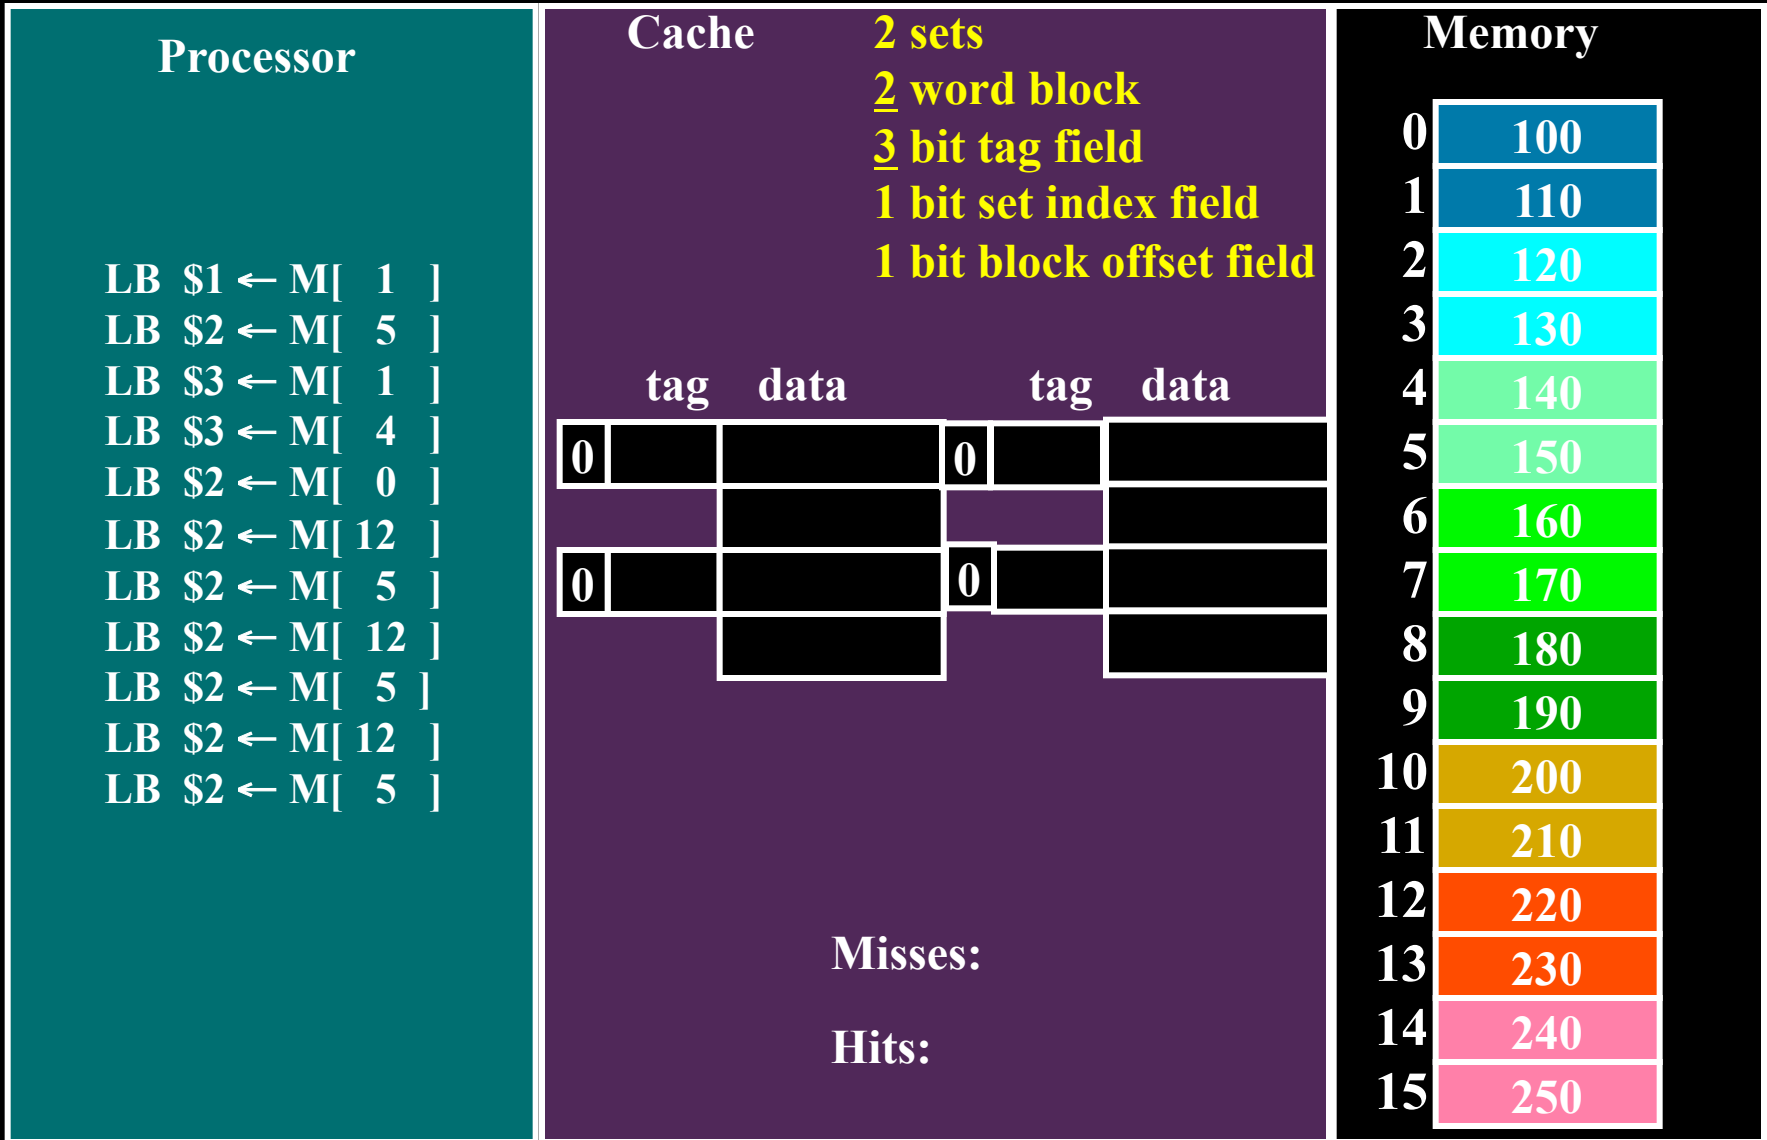 Processor
LB $1 ← M[ 1 ]
LB $2 ← M[ 5 ]
LB $3 ← M[ 1 ]
LB $3 ← M[ 4 ]
LB $2 ← M[ 0 ]
LB $2 ← M[ 12 ]
LB $2 ← M[ 5 ]
LB $2 ← M[ 12 ]
LB $2 ← M[ 5 ]
LB $2 ← M[ 12 ]
LB $2 ← M[ 5 ]
Cache
2 sets
2 word block
3 bit tag field
1 bit set index field
1 bit block offset field
tag data tag data
0 0
0 0
Misses:
Hits:
Memory
0 100
1 110
2 120
3 130
4 140
5 150
6 160
7 170
8 180
9 190
10 200
11 210
12 220
13 230
14 240
15 250